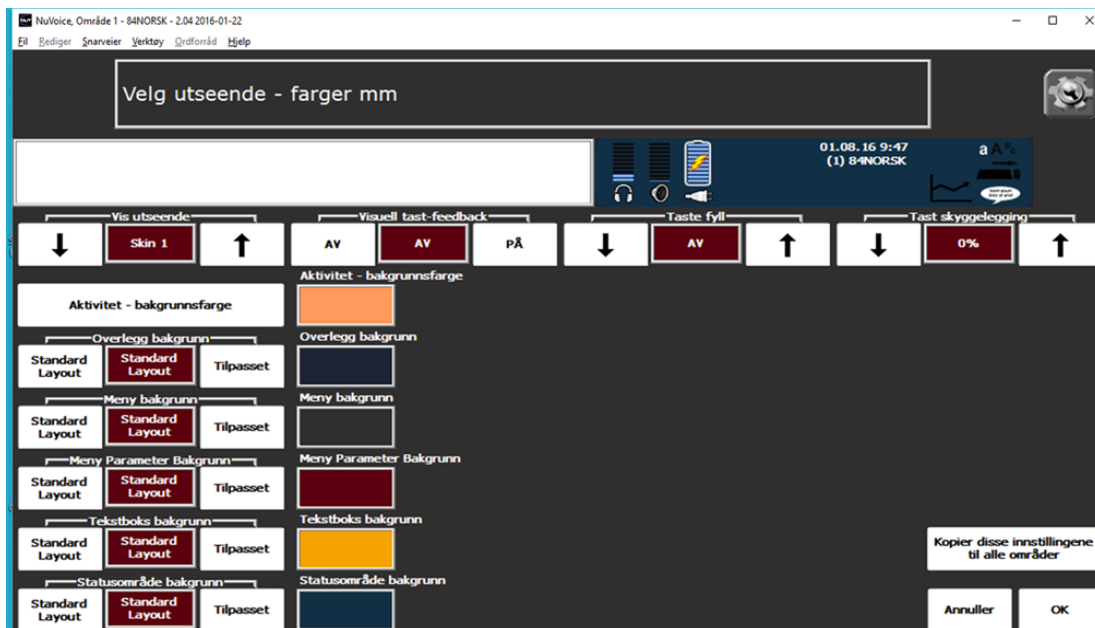 NuVoice, Område 1 - 84NORSK - 2.04 2016-01-22
Fil Rediger Snarveier Verktøy Ordforråd Hjelp
Velg utseende - farger mm
01.08.16 9:47
(1) 84NORSK
a A
Vis utseende
Visuell tast-feedback
Taste fyll
Tast skyggelegging
Skin 1
AV AV PÅ
AV
0%
Aktivitet - bakgrunnsfarge
Aktivitet - bakgrunnsfarge
Overlegg bakgrunn
Overlegg bakgrunn
Standard Standard
Layout Layout Tilpasset
Meny bakgrunn
Meny bakgrunn
Standard Standard
Layout Layout Tilpasset
Meny Parameter Bakgrunn
Meny Parameter Bakgrunn
Standard Standard
Layout Layout Tilpasset
Tekstboks bakgrunn
Tekstboks bakgrunn
Standard Standard
Layout Layout Tilpasset
Kopier disse innstillingene
til alle områder
Statusområde bakgrunn
Statusområde bakgrunn
Standard Standard
Layout Layout Tilpasset
Annuller OK